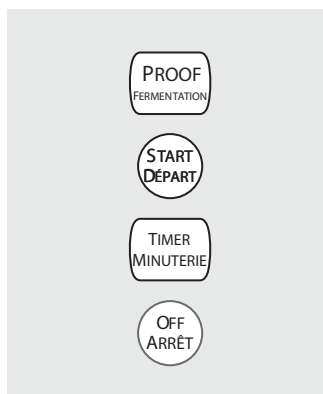 PROOF
FERMENTATION
START
DÉPART
TIMER
MINUTERIE
OFF
ARRÊT